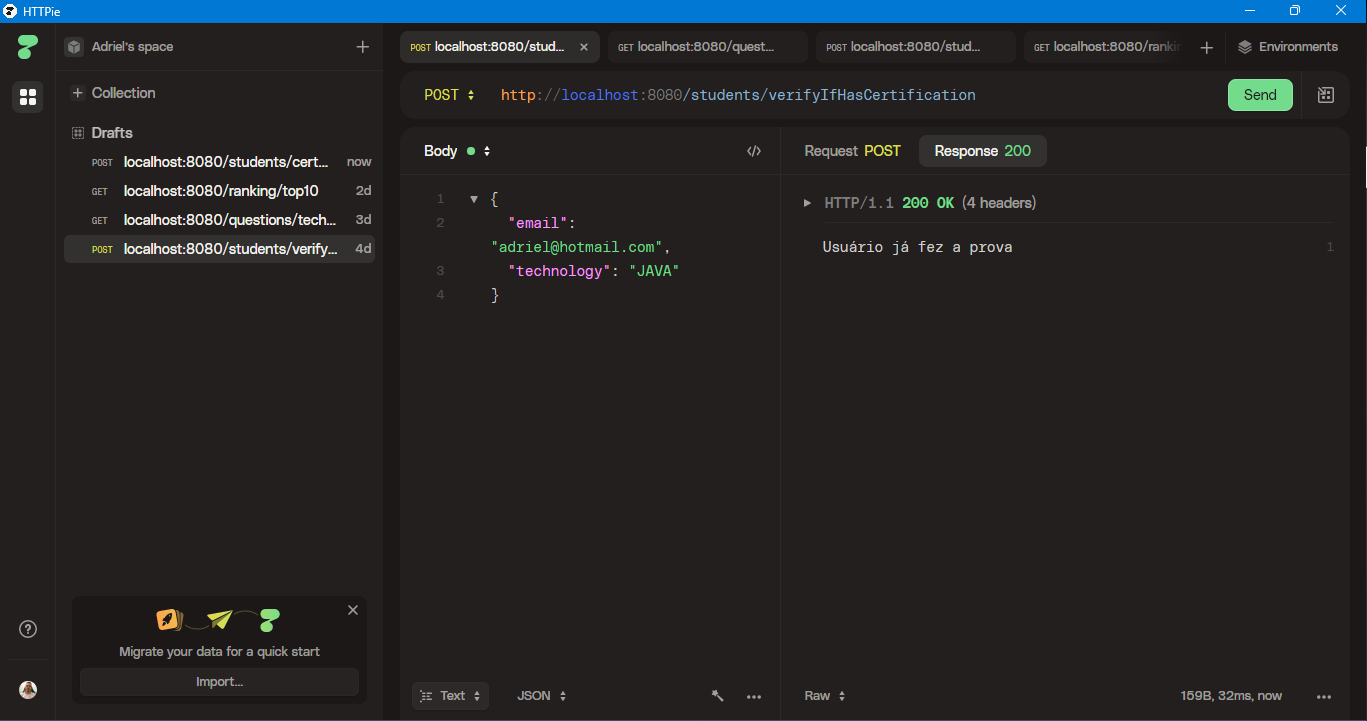 HTTPie
Adriel's space
POST localhost:8080/stud...
GET localhost:8080/quest...
POST localhost:8080/stud...
GET localhost:8080/rankin
Environments
Collection
POST http://localhost:8080/students/verifyIfHasCertification
Send
Drafts
POST localhost:8080/students/cert... now
GET localhost:8080/ranking/top10 2d
GET localhost:8080/questions/tech... 3d
POST localhost:8080/students/verify... 4d
Body
1 {
2 "email":
"adriel@hotmail.com",
3 "technology": "JAVA"
4 }
Request POST
Response 200
HTTP/1.1 200 OK (4 headers)
Usuário já fez a prova 1
Migrate your data for a quick start
Import...
Text
JSON
Raw
159B, 32ms, now